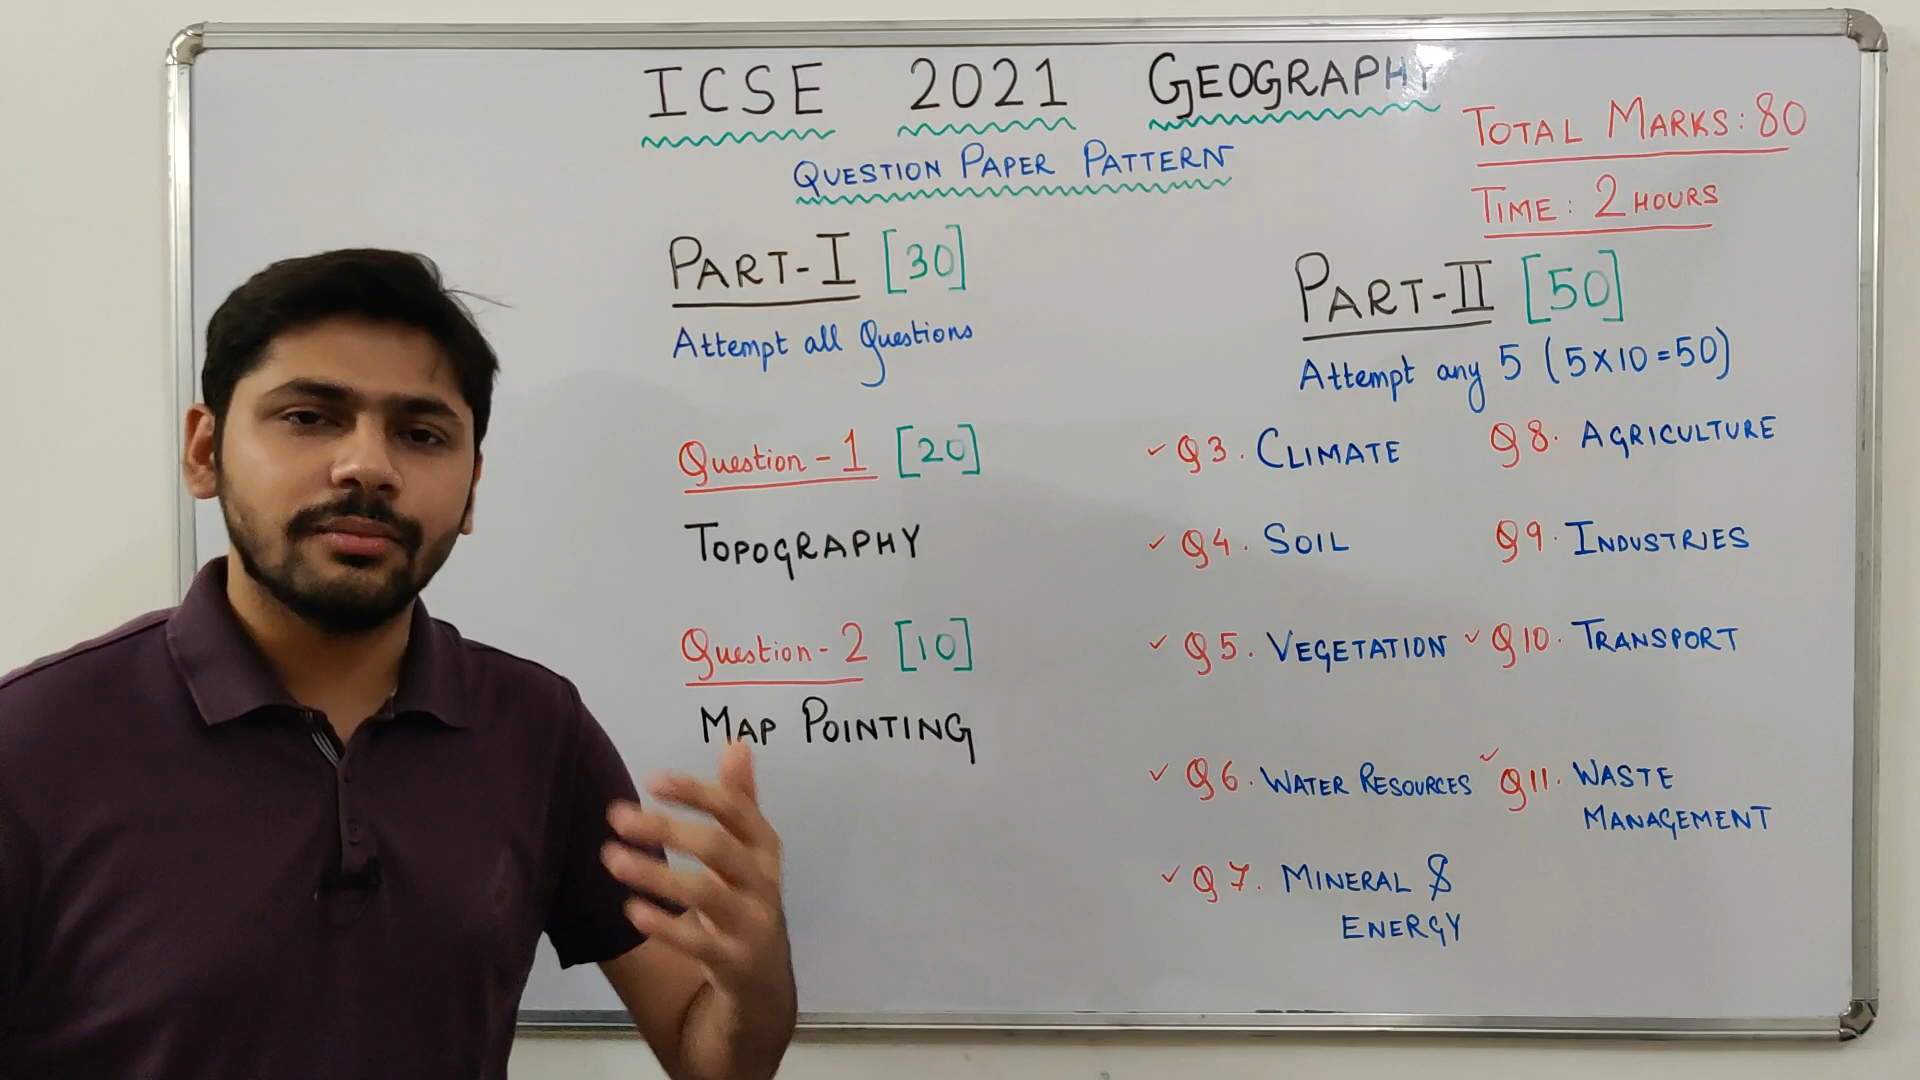 ICSE 2021 GEOGRAPHY
QUESTION PAPER PATTERN
TOTAL MARKS: 80
TIME: 2 HOURS
PART-I [30]
Attempt all Questions
Question-1 [20]
TOPOGRAPHY
Question-2 [10]
MAP POINTING
PART-II [50]
Attempt any 5 (5×10=50)
✓ Q3. CLIMATE
✓ Q4. SOIL
✓ Q5. VEGETATION
✓ Q6. WATER RESOURCES
✓ Q7. MINERAL &
ENERGY
Q8. AGRICULTURE
Q9. INDUSTRIES
✓ Q10. TRANSPORT
✓ Q11. WASTE
MANAGEMENT